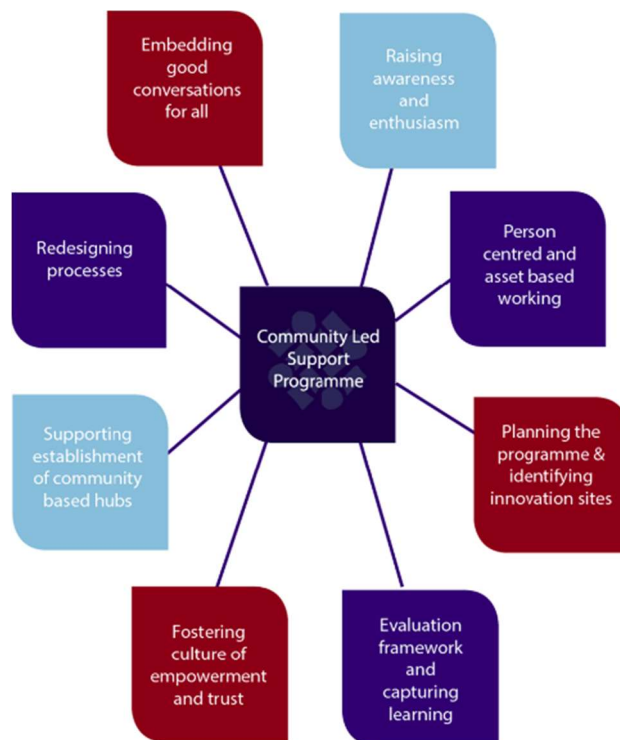 Embedding
good
conversations
for all
Raising
awareness
and
enthusiasm
Redesigning
processes
Person
centred and
asset based
working
Community Led
Support
Programme
Supporting
establishment
of community
based hubs
Planning the
programme &
identifying
innovation sites
Fostering
culture of
empowerment
and trust
Evaluation
framework
and
capturing
learning